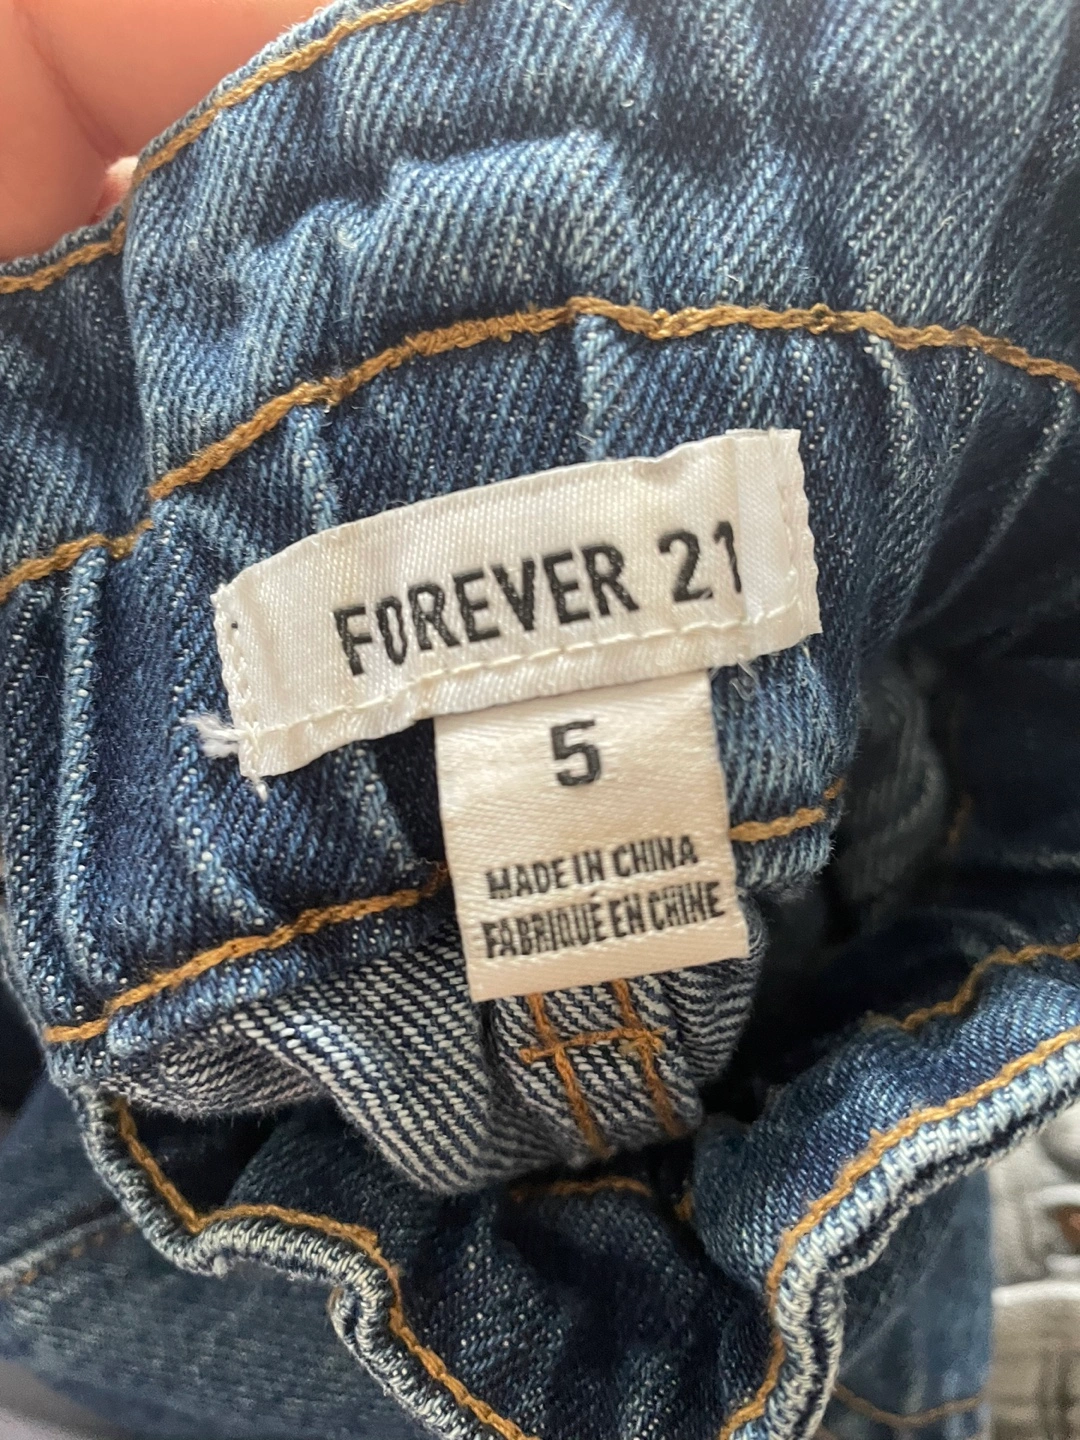 FOREVER 21
5
MADE IN CHINA
FABRIQUÉ EN CHINE